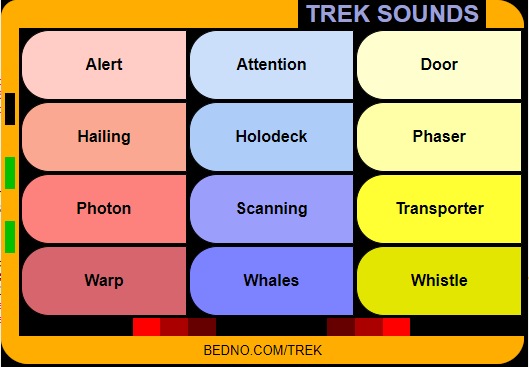 TREK SOUNDS
Alert Attention Door
Hailing Holodeck Phaser
Photon Scanning Transporter
Warp Whales Whistle
BEDNO.COM/TREK